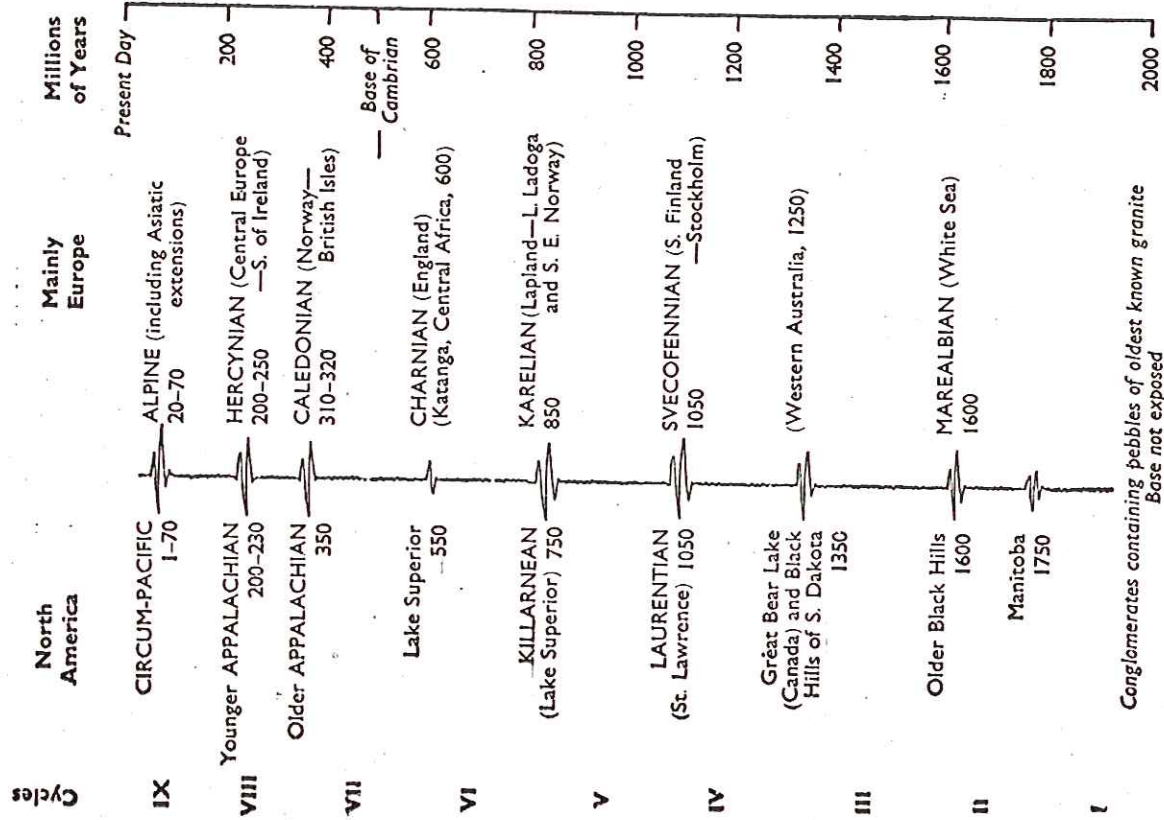 Cycles
North
America
Mainly
Europe
Millions
of Years
Present Day
IX
CIRCUM-PACIFIC
1–70
ALPINE (including Asiatic
extensions)
20–70
VIII
Younger APPALACHIAN
200–230
HERCYNIAN (Central Europe
200–250 —S. of Ireland)
200
VII
Older APPALACHIAN
350
CALEDONIAN (Norway—
310–320 British Isles)
400
— Base of
Cambrian
VI
Lake Superior
550
CHARNIAN (England)
(Katanga, Central Africa, 600)
600
V
KILLARNEAN
(Lake Superior) 750
KARELIAN (Lapland—L. Ladoga
850 and S. E. Norway)
800
1000
IV
LAURENTIAN
(St. Lawrence) 1050
SVECOFENNIAN (S. Finland
1050 —Stockholm)
1200
III
Great Bear Lake
(Canada) and Black
Hills of S. Dakota
1350
(Western Australia, 1250)
1400
II
Older Black Hills
1600
MAREALBIAN (White Sea)
1600
1600
I
Manitoba
1750
1800
Conglomerates containing pebbles of oldest known granite
Base not exposed
2000